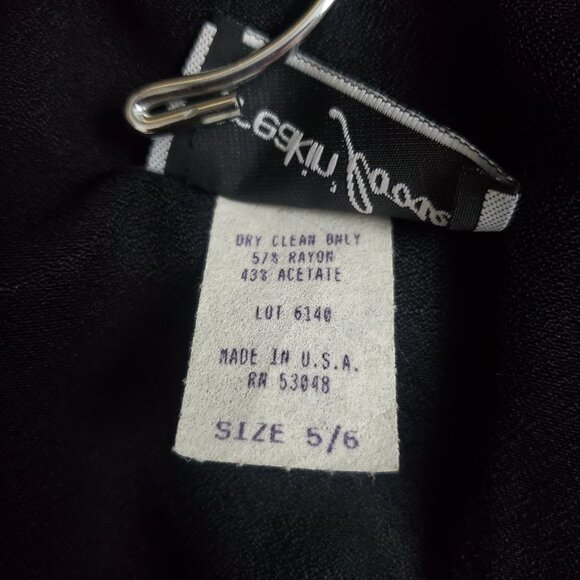 DRY CLEAN ONLY
57% RAYON
43% ACETATE
LOT 6140
MADE IN U.S.A.
RN 53048
SIZE 5/6